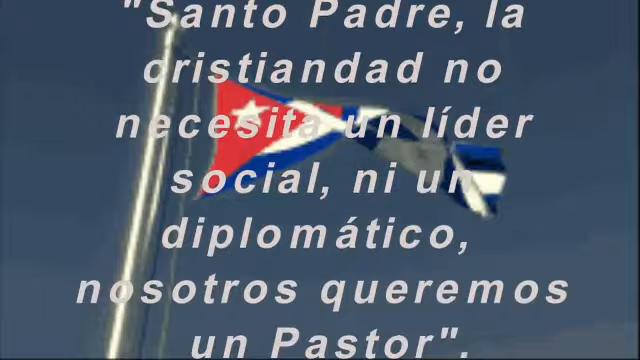 "Santo Padre, la
cristiandad no
necesita un líder
social, ni un
diplomático,
nosotros queremos
un Pastor".